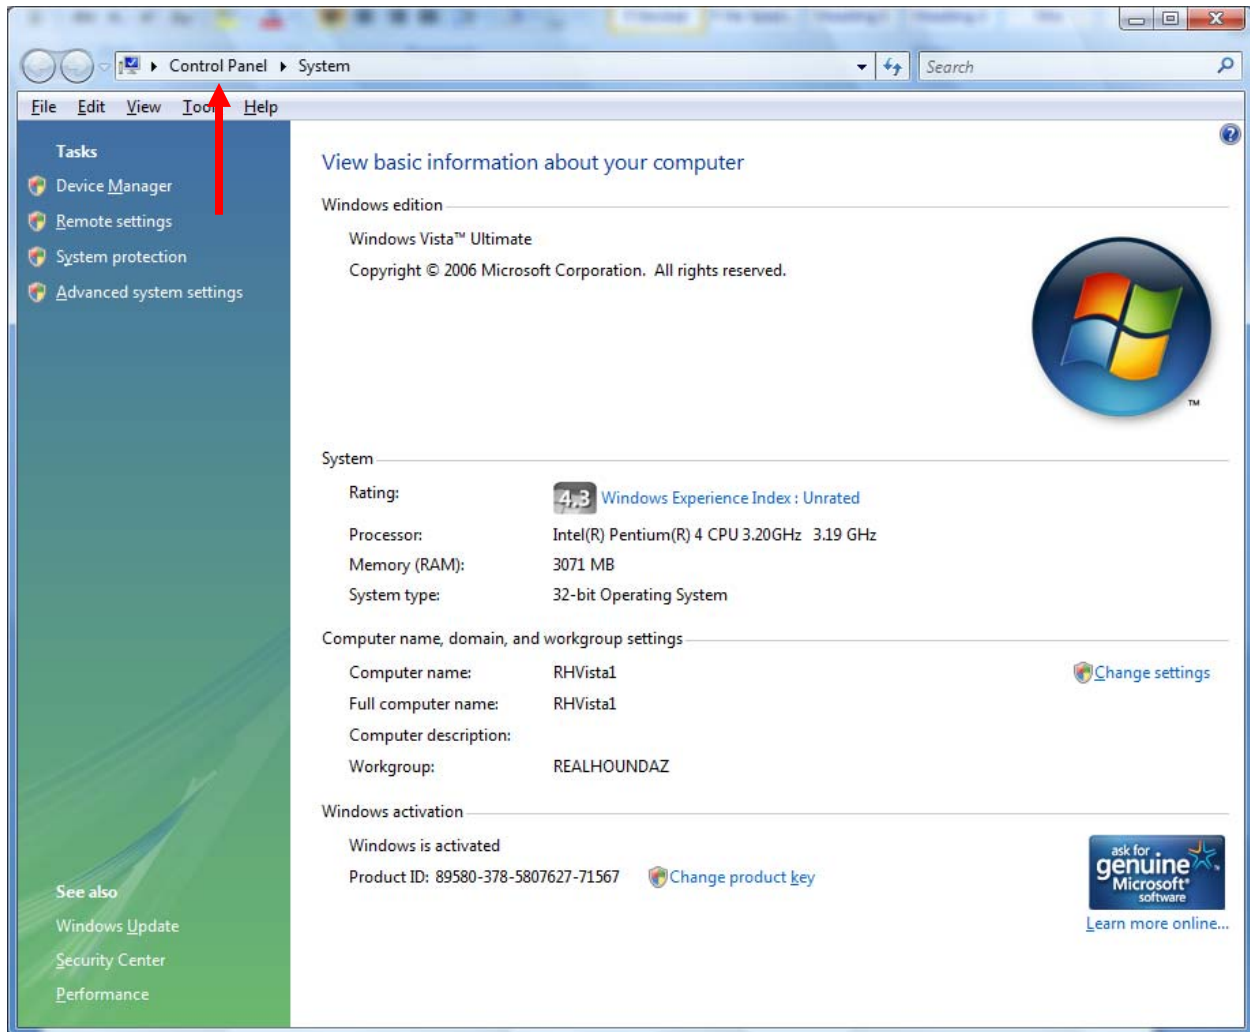 Control Panel System Search
File Edit View Help
Tasks
Device Manager
Remote settings
System protection
Advanced system settings
View basic information about your computer
Windows edition
Windows Vista™ Ultimate
Copyright © 2006 Microsoft Corporation. All rights reserved.
TM
System
Rating: 4.3 Windows Experience Index : Unrated
Processor: Intel(R) Pentium(R) 4 CPU 3.20GHz 3.19 GHz
Memory (RAM): 3071 MB
System type: 32-bit Operating System
Computer name, domain, and workgroup settings
Computer name: RHVista1 Change settings
Full computer name: RHVista1
Computer description:
Workgroup: REALHOUNDAZ
Windows activation
Windows is activated
Product ID: 89580-378-5807627-71567 Change product key
ask for
genuine
Microsoft®
software
Learn more online...
See also
Windows Update
Security Center
Performance